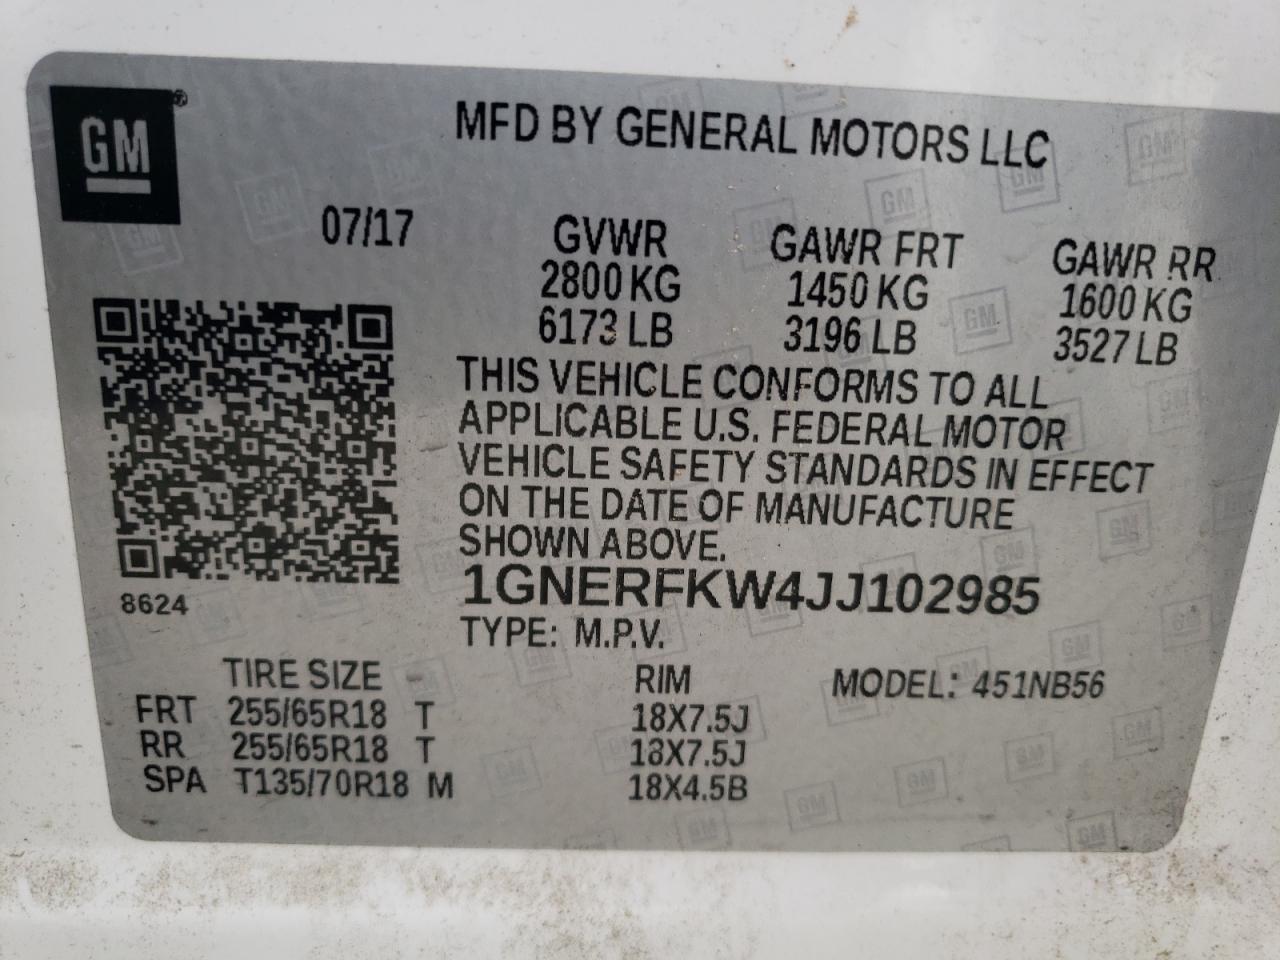 GM®
MFD BY GENERAL MOTORS LLC
07/17 GVWR GAWR FRT GAWR RR
2800 KG 1450 KG 1600 KG
6173 LB 3196 LB 3527 LB
THIS VEHICLE CONFORMS TO ALL
APPLICABLE U.S. FEDERAL MOTOR
VEHICLE SAFETY STANDARDS IN EFFECT
ON THE DATE OF MANUFACTURE
SHOWN ABOVE.
1GNERFKW4JJ102985
8624
TYPE: M.P.V.
TIRE SIZE RIM MODEL: 451NB56
FRT 255/65R18 T 18X7.5J
RR 255/65R18 T 18X7.5J
SPA T135/70R18 M 18X4.5B